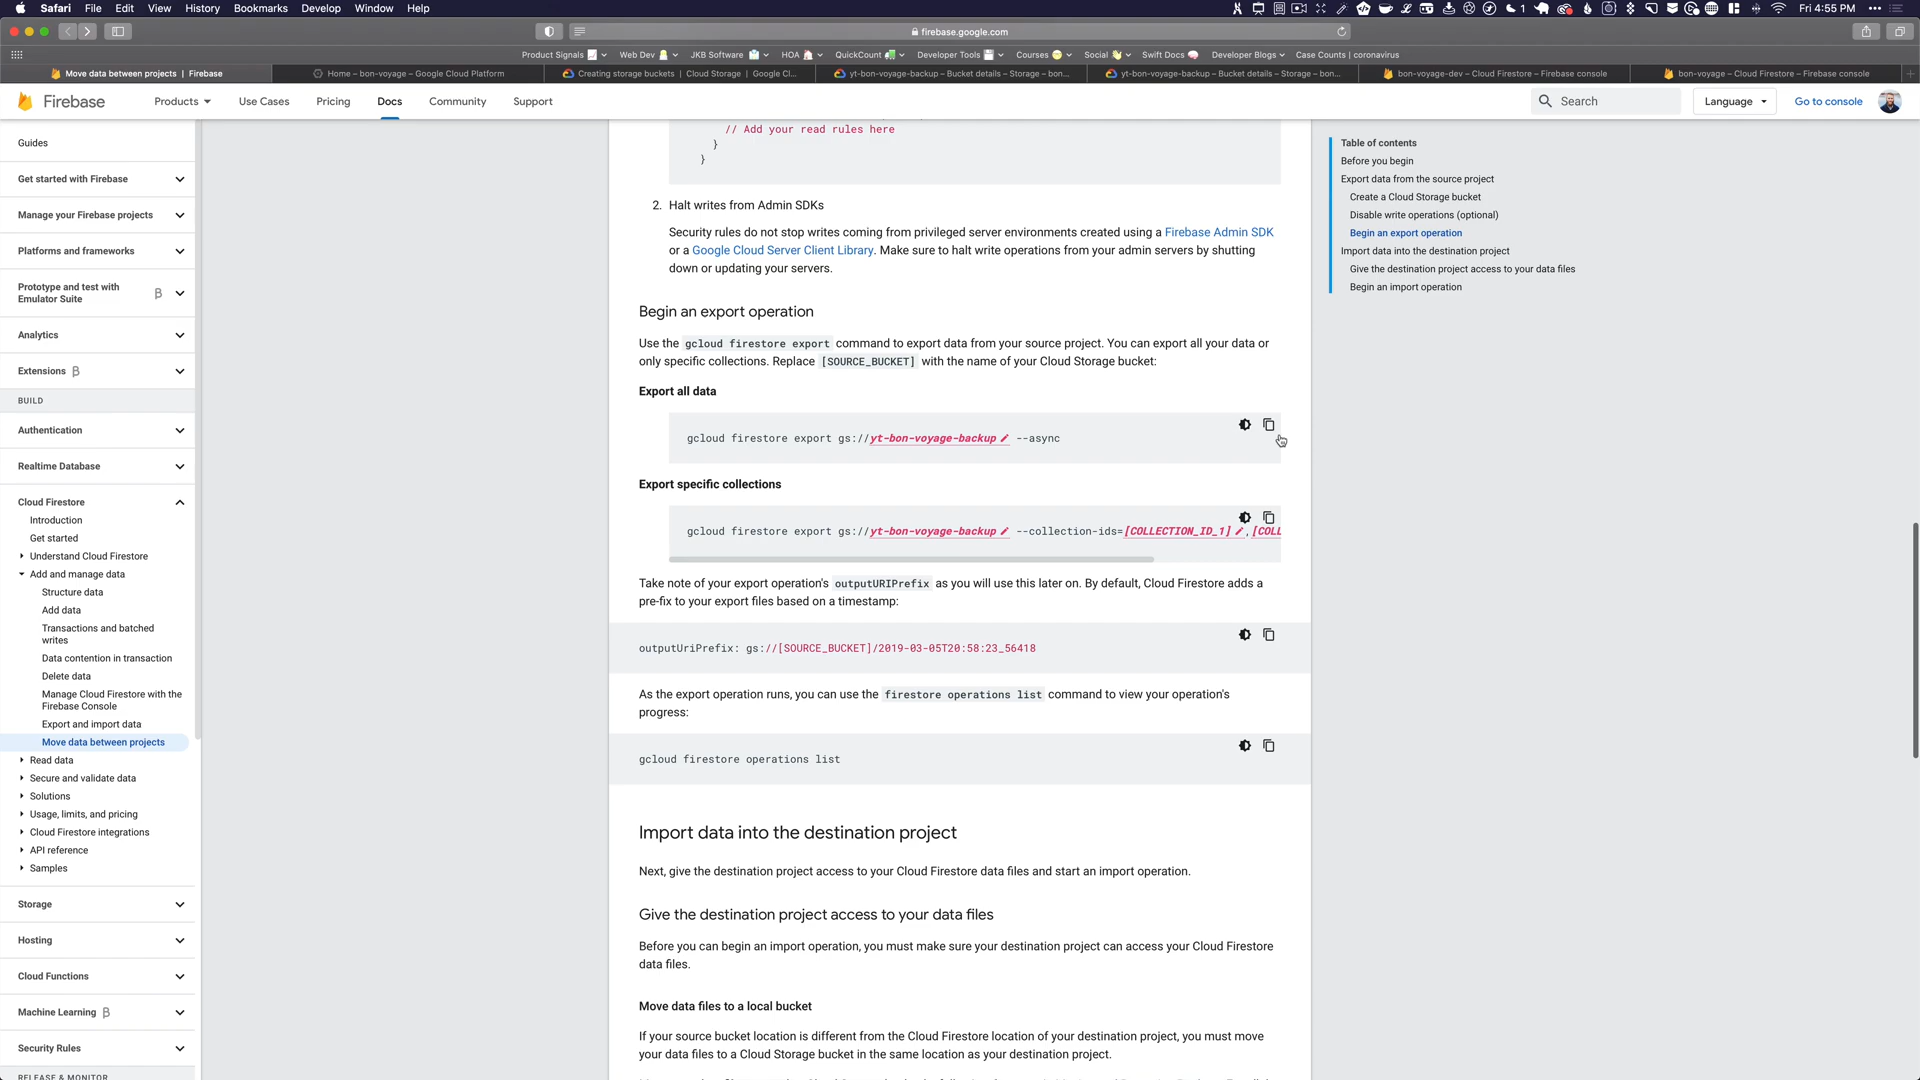 Safari File Edit View History Bookmarks Develop Window Help
1 Fri 4:55 PM
firebase.google.com
Product Signals Web Dev JKB Software HOA QuickCount Developer Tools Courses Social Swift Docs Developer Blogs Case Counts | coronavirus
Move data between projects | Firebase
Home – bon-voyage – Google Cloud Platform
Creating storage buckets | Cloud Storage | Google Cl...
yt-bon-voyage-backup – Bucket details – Storage – bon...
yt-bon-voyage-backup – Bucket details – Storage – bon...
bon-voyage-dev – Cloud Firestore – Firebase console
bon-voyage – Cloud Firestore – Firebase console
Firebase Products Use Cases Pricing Docs Community Support Search Language Go to console
Guides
Get started with Firebase
Manage your Firebase projects
Platforms and frameworks
Prototype and test with
Emulator Suite β
Analytics
Extensions β
BUILD
Authentication
Realtime Database
Cloud Firestore
Introduction
Get started
Understand Cloud Firestore
Add and manage data
Structure data
Add data
Transactions and batched
writes
Data contention in transaction
Delete data
Manage Cloud Firestore with the
Firebase Console
Export and import data
Move data between projects
Read data
Secure and validate data
Solutions
Usage, limits, and pricing
Cloud Firestore integrations
API reference
Samples
Storage
Hosting
Cloud Functions
Machine Learning β
Security Rules
RELEASE & MONITOR
// Add your read rules here
}
}
2. Halt writes from Admin SDKs
Security rules do not stop writes coming from privileged server environments created using a Firebase Admin SDK
or a Google Cloud Server Client Library. Make sure to halt write operations from your admin servers by shutting
down or updating your servers.
Begin an export operation
Use the gcloud firestore export command to export data from your source project. You can export all your data or
only specific collections. Replace [SOURCE_BUCKET] with the name of your Cloud Storage bucket:
Export all data
gcloud firestore export gs://yt-bon-voyage-backup --async
Export specific collections
gcloud firestore export gs://yt-bon-voyage-backup --collection-ids=[COLLECTION_ID_1],[COLL
Take note of your export operation's outputURIPrefix as you will use this later on. By default, Cloud Firestore adds a
pre-fix to your export files based on a timestamp:
outputUriPrefix: gs://[SOURCE_BUCKET]/2019-03-05T20:58:23_56418
As the export operation runs, you can use the firestore operations list command to view your operation's
progress:
gcloud firestore operations list
Import data into the destination project
Next, give the destination project access to your Cloud Firestore data files and start an import operation.
Give the destination project access to your data files
Before you can begin an import operation, you must make sure your destination project can access your Cloud Firestore
data files.
Move data files to a local bucket
If your source bucket location is different from the Cloud Firestore location of your destination project, you must move
your data files to a Cloud Storage bucket in the same location as your destination project.
Table of contents
Before you begin
Export data from the source project
Create a Cloud Storage bucket
Disable write operations (optional)
Begin an export operation
Import data into the destination project
Give the destination project access to your data files
Begin an import operation